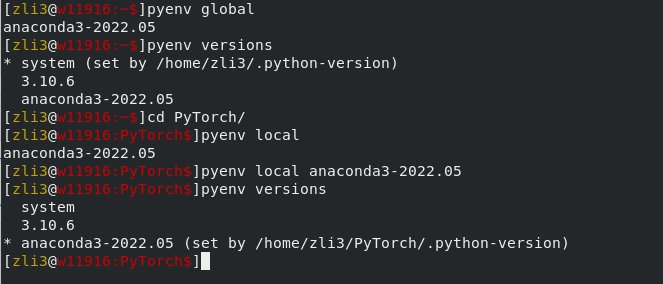 [zli3@w11916:~$]pyenv global
anaconda3-2022.05
[zli3@w11916:~$]pyenv versions
* system (set by /home/zli3/.python-version)
  3.10.6
  anaconda3-2022.05
[zli3@w11916:~$]cd PyTorch/
[zli3@w11916:PyTorch$]pyenv local
anaconda3-2022.05
[zli3@w11916:PyTorch$]pyenv local anaconda3-2022.05
[zli3@w11916:PyTorch$]pyenv versions
  system
  3.10.6
* anaconda3-2022.05 (set by /home/zli3/PyTorch/.python-version)
[zli3@w11916:PyTorch$]